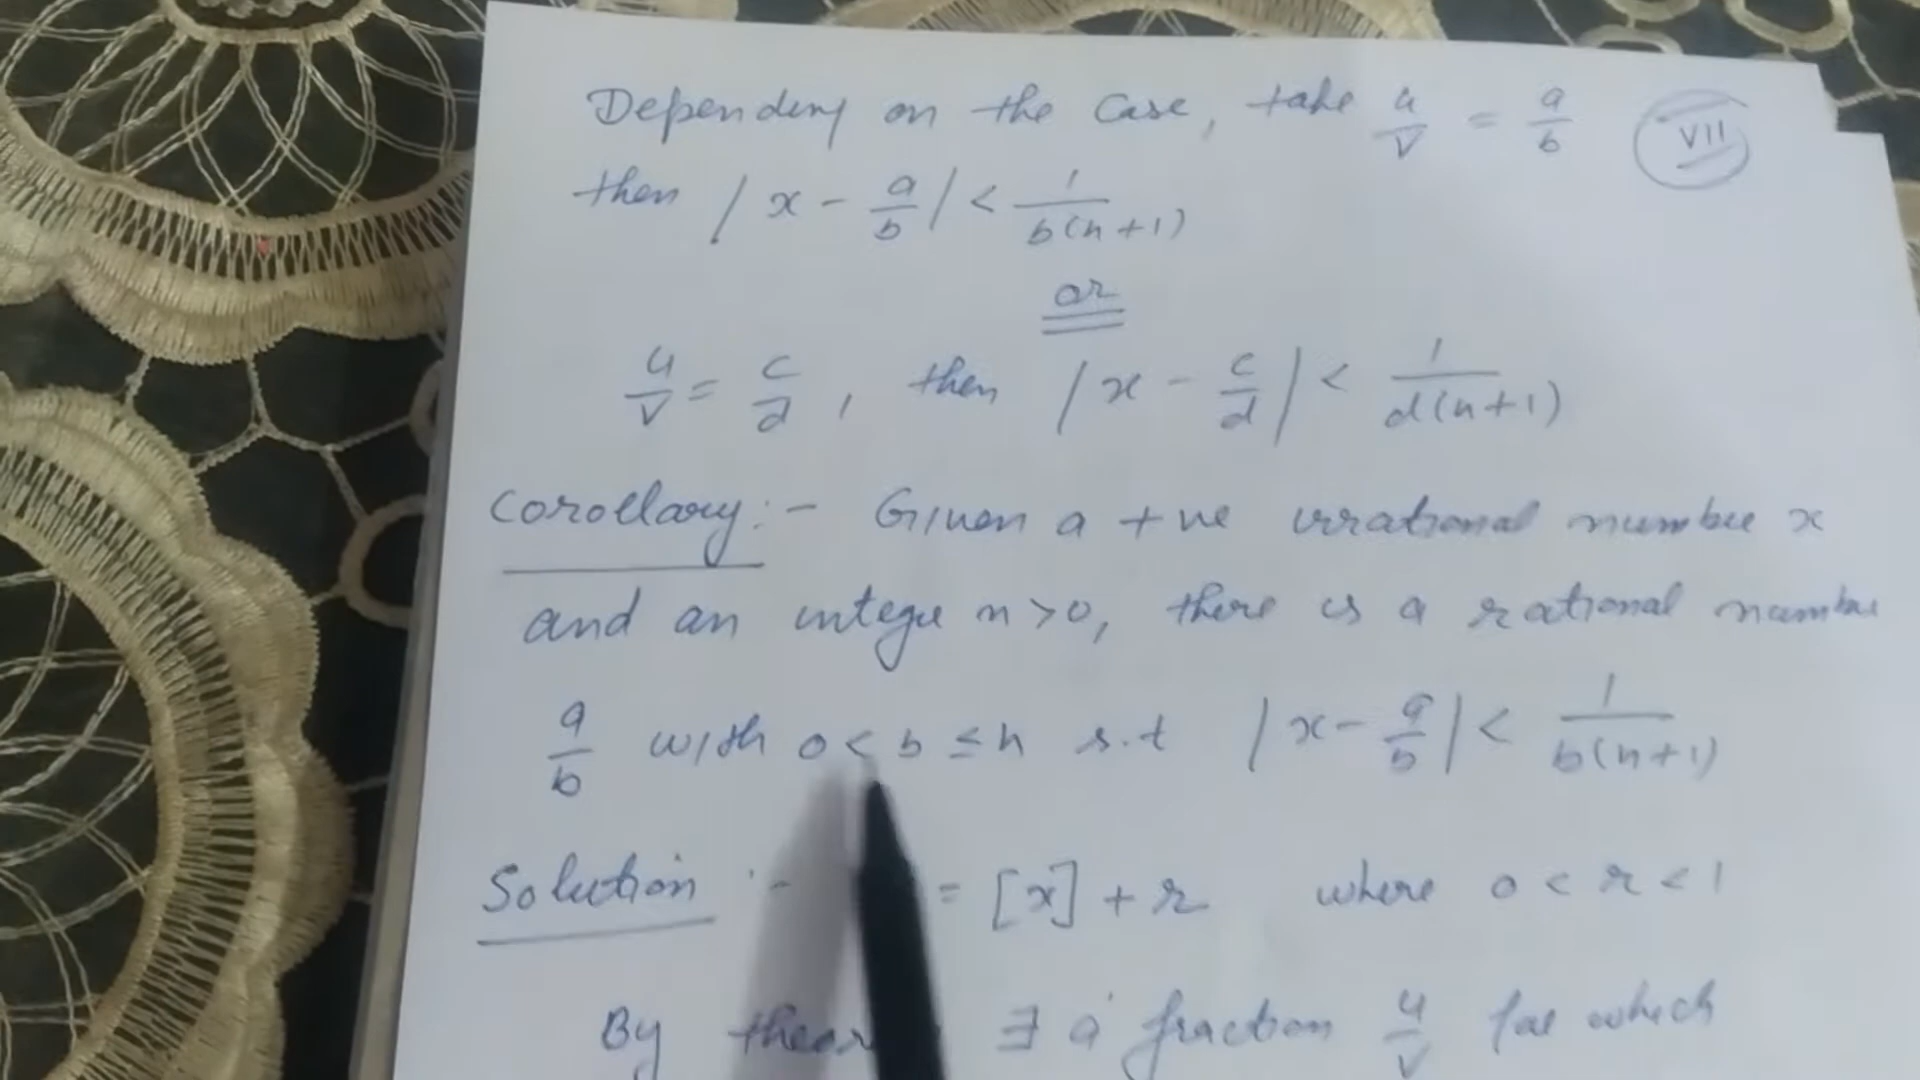 Depending on the Case, take u/v = a/b
VII
then |x - a/b| < 1/b(n+1)
or
u/v = c/d, then |x - c/d| < 1/d(n+1)
Corollary:- Given a +ve irrational number x
and an integer n>0, there is a rational number
a/b with 0 < b ≤ n s.t |x - a/b| < 1/b(n+1)
Solution :- = [x] + r where 0 < r < 1
By ∃ a fraction u/v for which